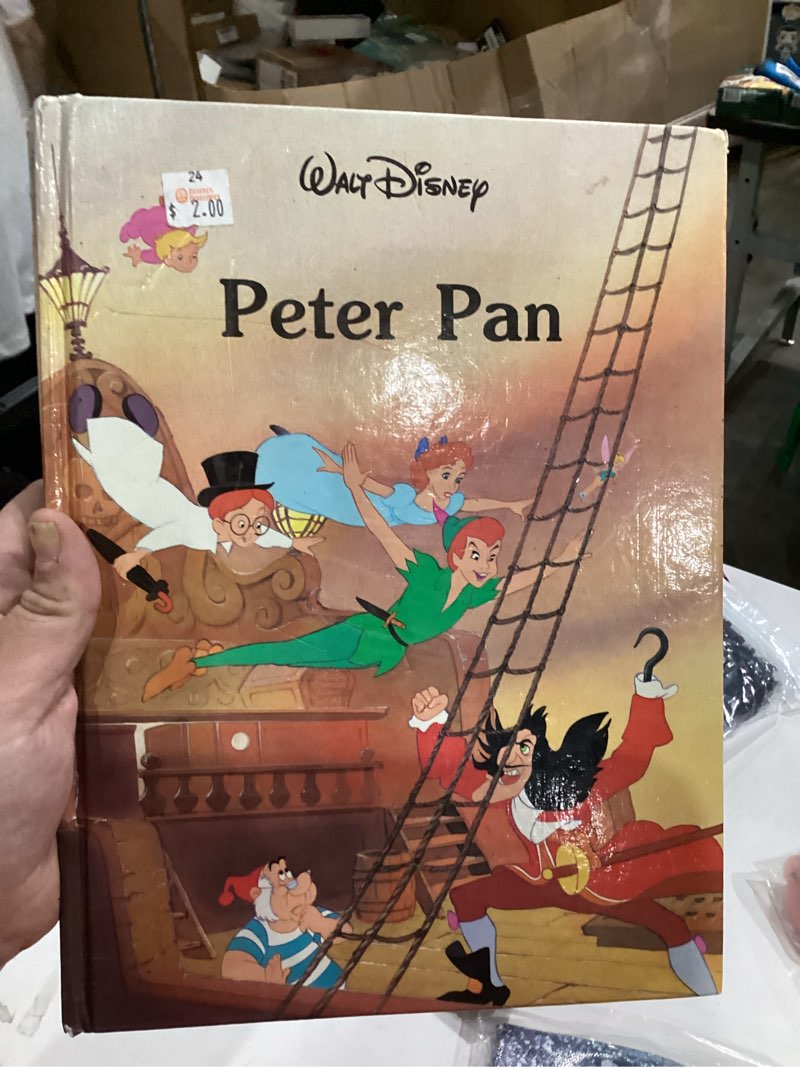 WALT DISNEY
24
$ 2.00
Peter Pan